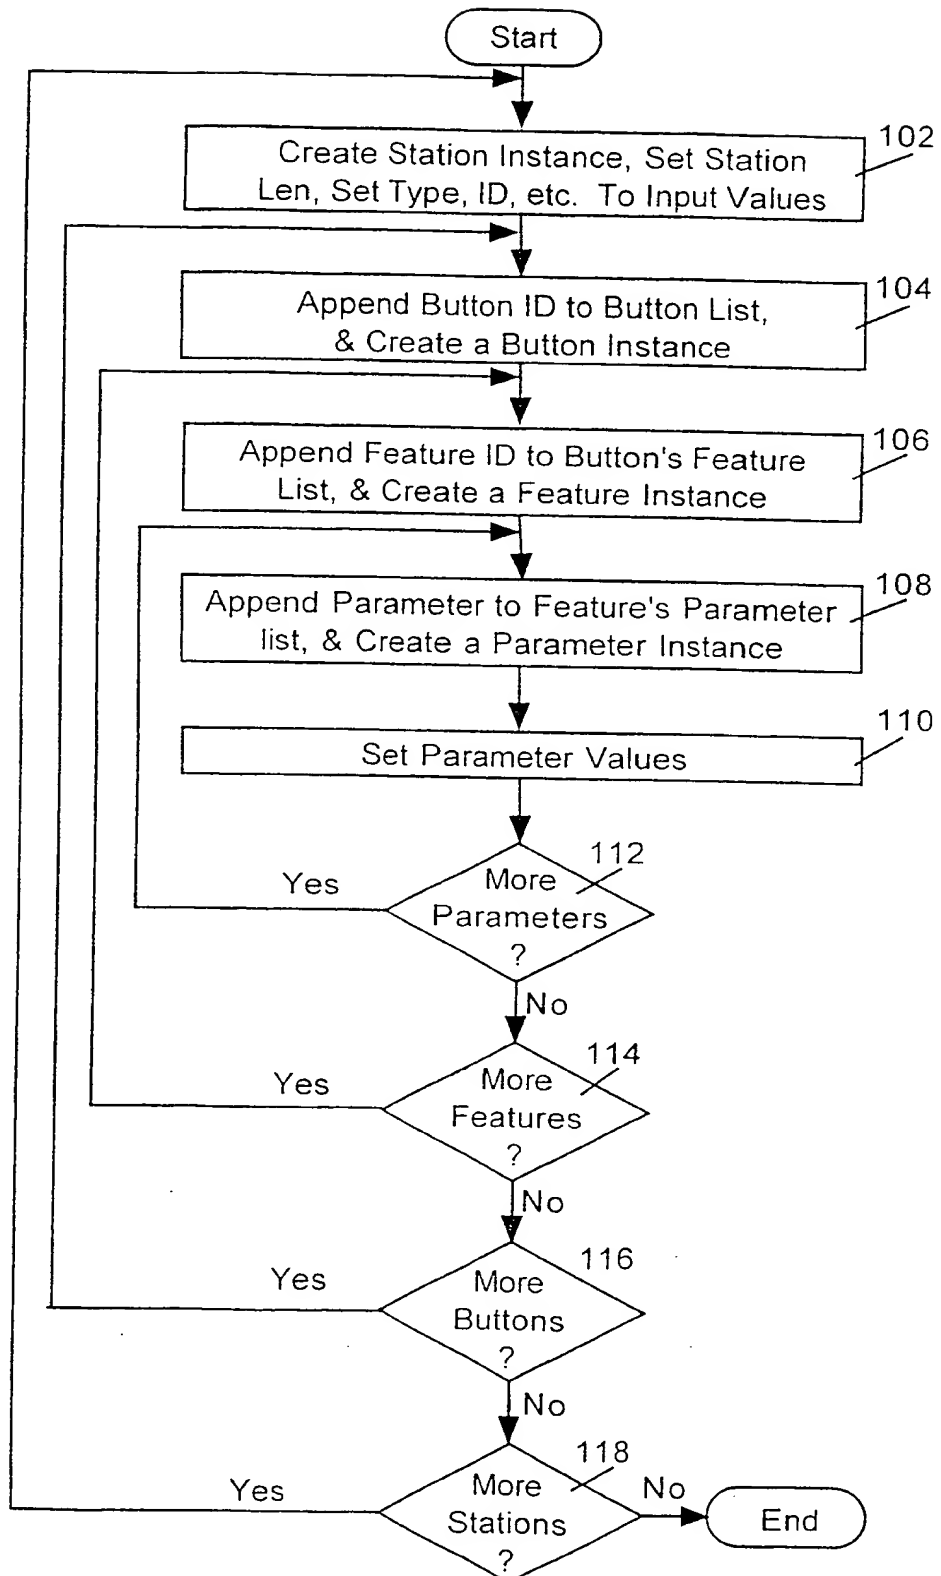 Start
102
Create Station Instance, Set Station
Len, Set Type, ID, etc. To Input Values
104
Append Button ID to Button List,
& Create a Button Instance
106
Append Feature ID to Button's Feature
List, & Create a Feature Instance
108
Append Parameter to Feature's Parameter
list, & Create a Parameter Instance
110
Set Parameter Values
112
Yes
More
Parameters
?
No
114
Yes
More
Features
?
No
116
Yes
More
Buttons
?
No
118
Yes
More
Stations
?
No
End